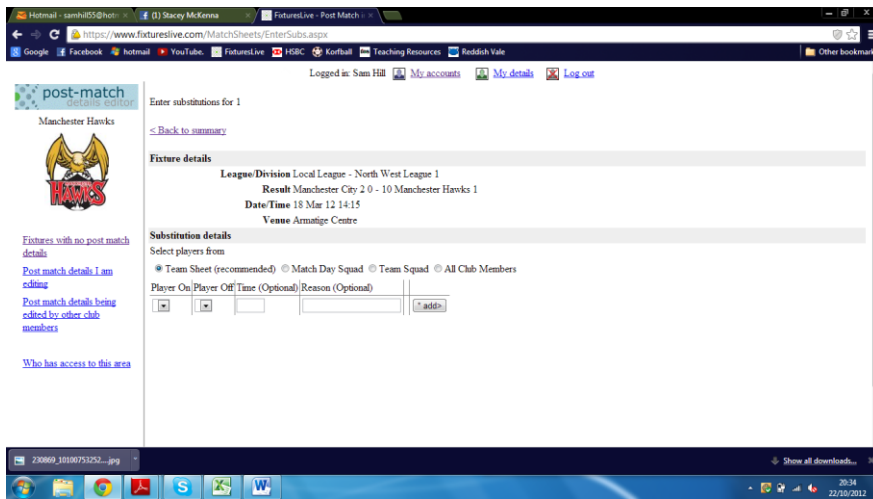 Hotmail - samhill55@hotm
(1) Stacey McKenna
FixturesLive - Post Match
https://www.fixtureslive.com/MatchSheets/EnterSubs.aspx
Google Facebook hotmail YouTube. FixturesLive HSBC Korfball Teaching Resources Reddish Vale Other bookmark
Logged in: Sam Hill My accounts My details Log out
post-match
details editor
Manchester Hawks
HAWKS
Fixtures with no post match
details
Post match details I am
editing
Post match details being
edited by other club
members
Who has access to this area
Enter substitutions for 1
< Back to summary
Fixture details
League/Division Local League - North West League 1
Result Manchester City 2 0 - 10 Manchester Hawks 1
Date/Time 18 Mar 12 14:15
Venue Armatige Centre
Substitution details
Select players from
Team Sheet (recommended) Match Day Squad Team Squad All Club Members
Player On Player Off Time (Optional) Reason (Optional)
* add>
230869_10100753252....jpg
Show all downloads...
20:34
22/10/2012